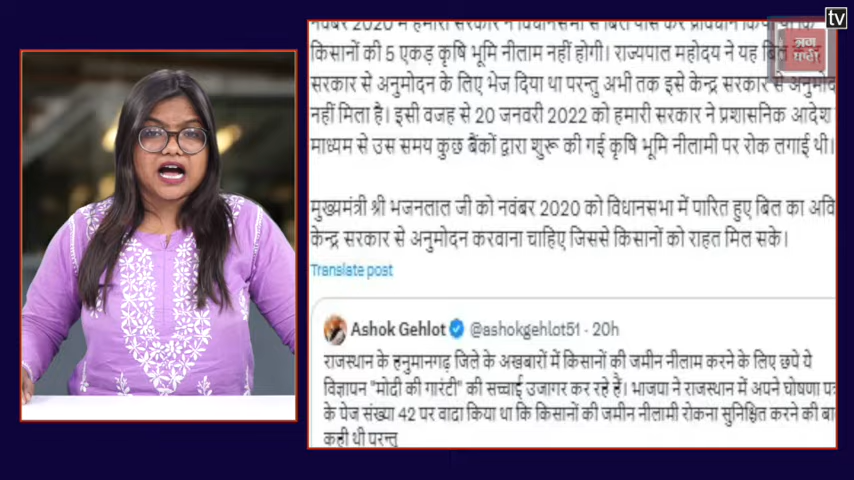 tv
नवंबर 2020 में हमारी सरकार ने विधानसभा से बिल पास कर प्रावधान किया था कि
किसानों की 5 एकड़ कृषि भूमि नीलाम नहीं होगी। राज्यपाल महोदय ने यह बिल
सरकार से अनुमोदन के लिए भेज दिया था परन्तु अभी तक इसे केन्द्र सरकार से अनुमोद
नहीं मिला है। इसी वजह से 20 जनवरी 2022 को हमारी सरकार ने प्रशासनिक आदेश
माध्यम से उस समय कुछ बैंकों द्वारा शुरू की गई कृषि भूमि नीलामी पर रोक लगाई थी।
मुख्यमंत्री श्री भजनलाल जी को नवंबर 2020 को विधानसभा में पारित हुए बिल का अवि
केन्द्र सरकार से अनुमोदन करवाना चाहिए जिससे किसानों को राहत मिल सके।
Translate post
Ashok Gehlot @ashokgehlot51 · 20h
राजस्थान के हनुमानगढ़ जिले के अखबारों में किसानों की जमीन नीलाम करने के लिए छपे ये
विज्ञापन "मोदी की गारंटी" की सच्चाई उजागर कर रहे हैं। भाजपा ने राजस्थान में अपने घोषणा पत्र
के पेज संख्या 42 पर वादा किया था कि किसानों की जमीन नीलामी रोकना सुनिश्चित करने की बा
कही थी परन्तु